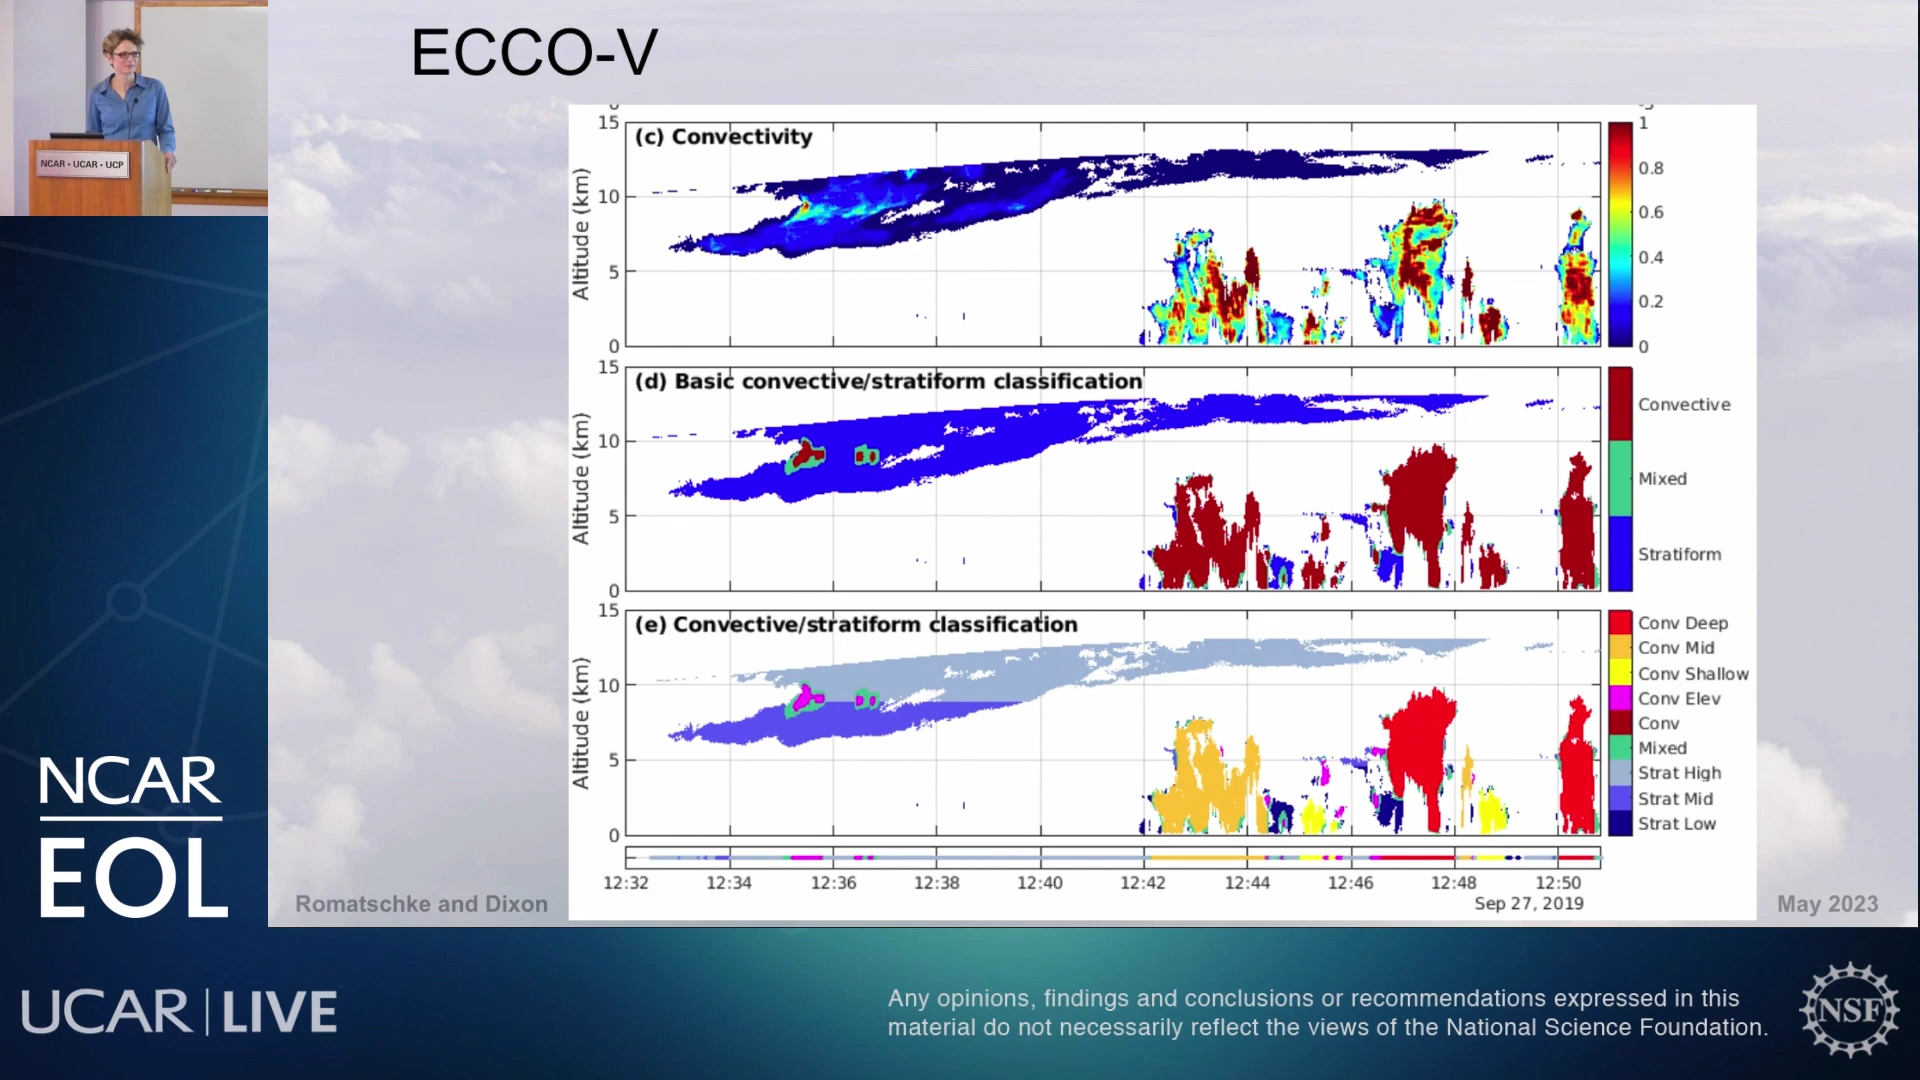 ECCO-V
NCAR • UCAR • UCP
(c) Convectivity
Altitude (km)
15
10
5
0
1
0.8
0.6
0.4
0.2
0
(d) Basic convective/stratiform classification
Altitude (km)
15
10
5
0
Convective
Mixed
Stratiform
(e) Convective/stratiform classification
Altitude (km)
15
10
5
0
Conv Deep
Conv Mid
Conv Shallow
Conv Elev
Conv
Mixed
Strat High
Strat Mid
Strat Low
12:32 12:34 12:36 12:38 12:40 12:42 12:44 12:46 12:48 12:50
Sep 27, 2019
Romatschke and Dixon
May 2023
NCAR
EOL
UCAR | LIVE
Any opinions, findings and conclusions or recommendations expressed in this
material do not necessarily reflect the views of the National Science Foundation.
NSF